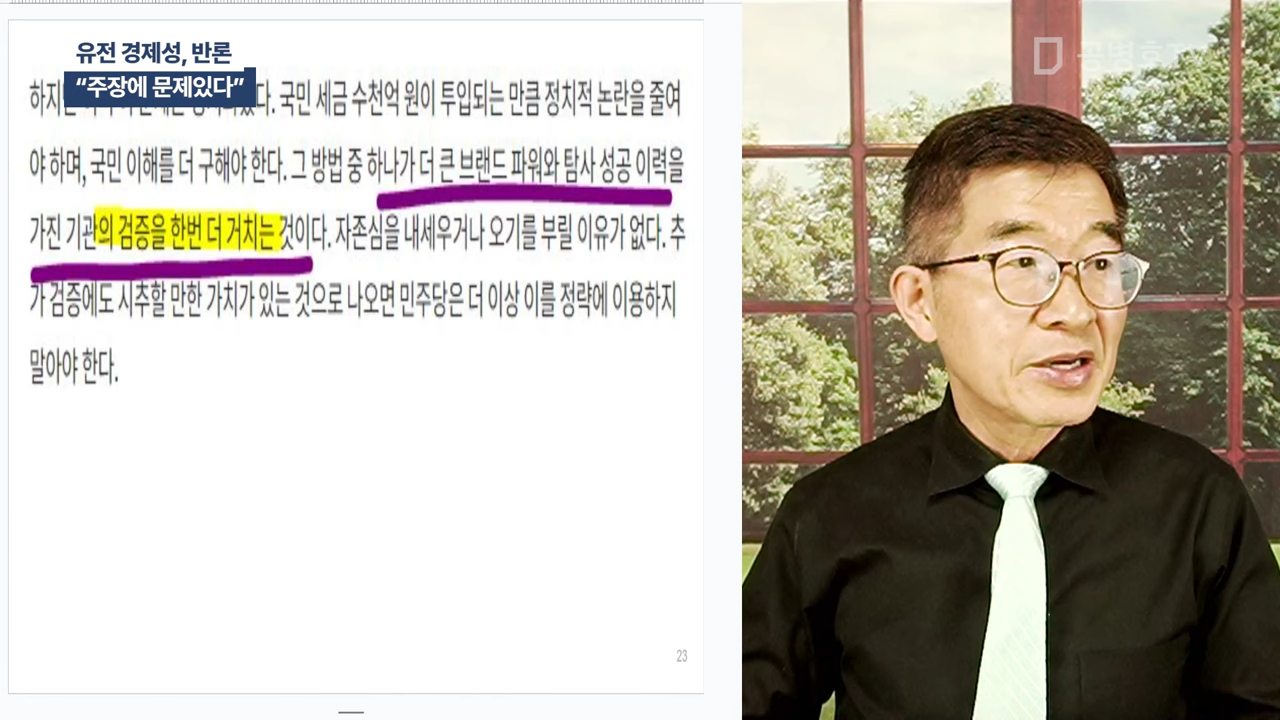 유전 경제성, 반론
“주장에 문제있다”
다. 국민 세금 수천억 원이 투입되는 만큼 정치적 논란을 줄여
야 하며, 국민 이해를 더 구해야 한다. 그 방법 중 하나가 더 큰 브랜드 파워와 탐사 성공 이력을
가진 기관의 검증을 한번 더 거치는 것이다. 자존심을 내세우거나 오기를 부릴 이유가 없다. 추
가 검증에도 시추할 만한 가치가 있는 것으로 나오면 민주당은 더 이상 이를 정략에 이용하지
말아야 한다.
23